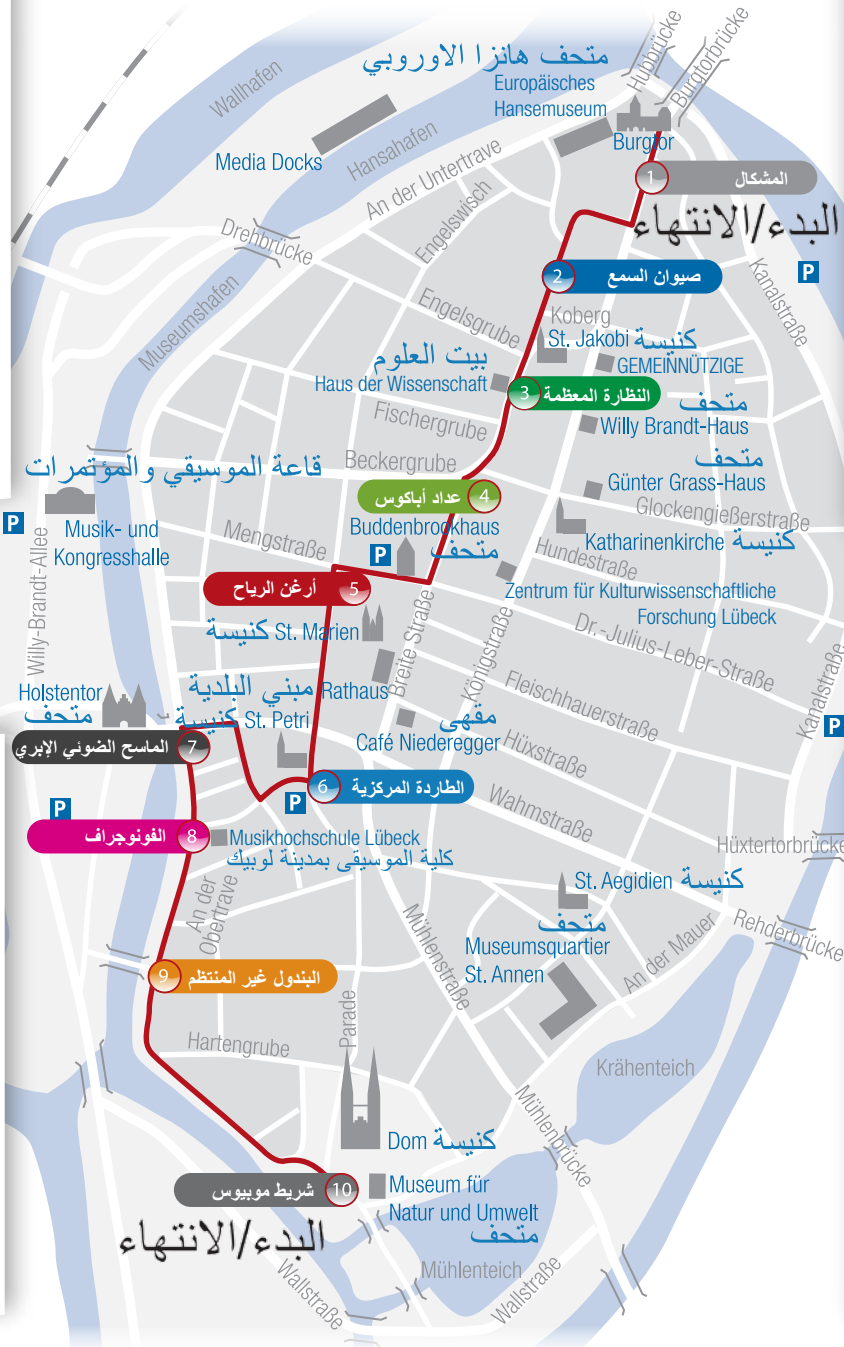 متحف هانزا الاوروبي
Europäisches
Hansemuseum
Hubbrücke
Burgtorbrücke
Wallhafen
Burgtor
Media Docks
Hansahafen
An der Untertrave
1 المشكال
البدء/الانتهاء
Engelswisch
Drehbrücke
Kanalstraße
P
2 صيوان السمع
Museumshafen
Engelsgrube
Koberg
St. Jakobi كنيسة
GEMEINNÜTZIGE
بيت العلوم
Haus der Wissenschaft
3 النظارة المعظمة
متحف
Willy Brandt-Haus
Fischergrube
Beckergrube
متحف
Günter Grass-Haus
قاعة الموسيقي والمؤتمرات
4 عداد أباكوس
Glockengießerstraße
P
Musik- und
Kongresshalle
Mengstraße
Buddenbrookhaus
متحف
P
Katharinenkirche كنيسة
Hundestraße
Willy-Brandt-Allee
5 أرغن الرياح
Zentrum für Kulturwissenschaftliche
Forschung Lübeck
كنيسة St. Marien
Breite Straße
Königstraße
Dr.-Julius-Leber-Straße
Kanalstraße
Holstentor
متحف
مبني البلدية Rathaus
Fleischhauerstraße
كنيسة St. Petri
مقهى
Café Niederegger
Hüxstraße
P
7 الماسح الضوئي الإبري
6 الطاردة المركزية
P
Wahmstraße
P
8 الفونوجراف
Musikhochschule Lübeck
كلية الموسيقى بمدينة لوبيك
Hüxtertorbrücke
An der
Obertrave
St. Aegidien كنيسة
Mühlenstraße
متحف
Museumsquartier
St. Annen
An der Mauer
Rehderbrücke
9 البندول غير المنتظم
Parade
Hartengrube
Krähenteich
Mühlenbrücke
Dom كنيسة
10 شريط موبيوس
Museum für
Natur und Umwelt
متحف
البدء/الانتهاء
Mühlenteich
Wallstraße
Wallstraße